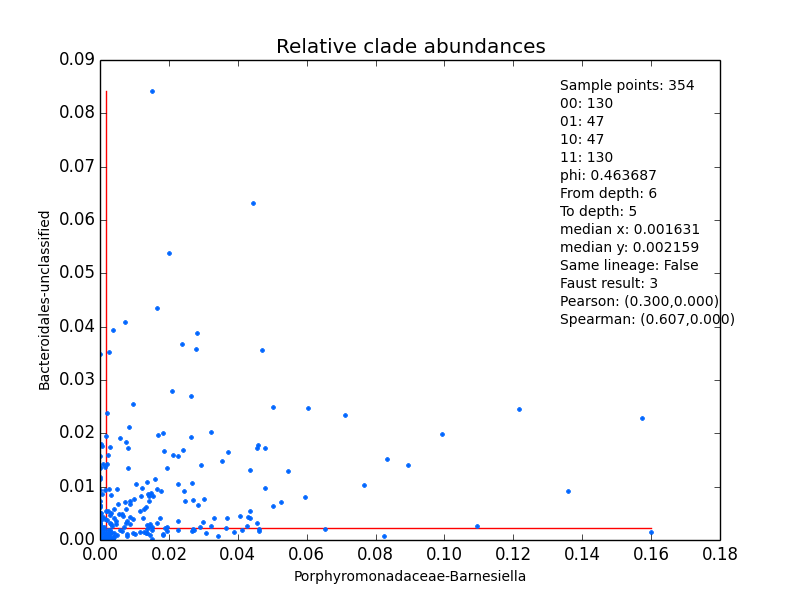 Relative clade abundances
0.09
0.08
0.07
0.06
0.05
0.04
0.03
0.02
0.01
0.00
Bacteroidales-unclassified
Sample points: 354
00: 130
01: 47
10: 47
11: 130
phi: 0.463687
From depth: 6
To depth: 5
median x: 0.001631
median y: 0.002159
Same lineage: False
Faust result: 3
Pearson: (0.300,0.000)
Spearman: (0.607,0.000)
0.00 0.02 0.04 0.06 0.08 0.10 0.12 0.14 0.16 0.18
Porphyromonadaceae-Barnesiella